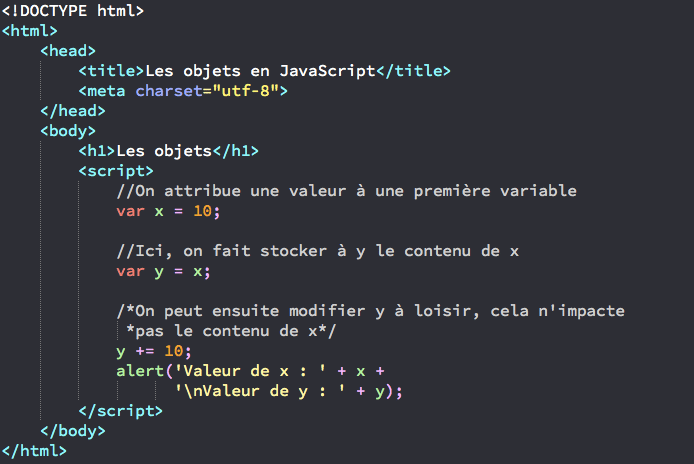 <!DOCTYPE html>
<html>
<head>
<title>Les objets en JavaScript</title>
<meta charset="utf-8">
</head>
<body>
<h1>Les objets</h1>
<script>
//On attribue une valeur à une première variable
var x = 10;
//Ici, on fait stocker à y le contenu de x
var y = x;
/*On peut ensuite modifier y à loisir, cela n'impacte
*pas le contenu de x*/
y += 10;
alert('Valeur de x : ' + x +
'\nValeur de y : ' + y);
</script>
</body>
</html>